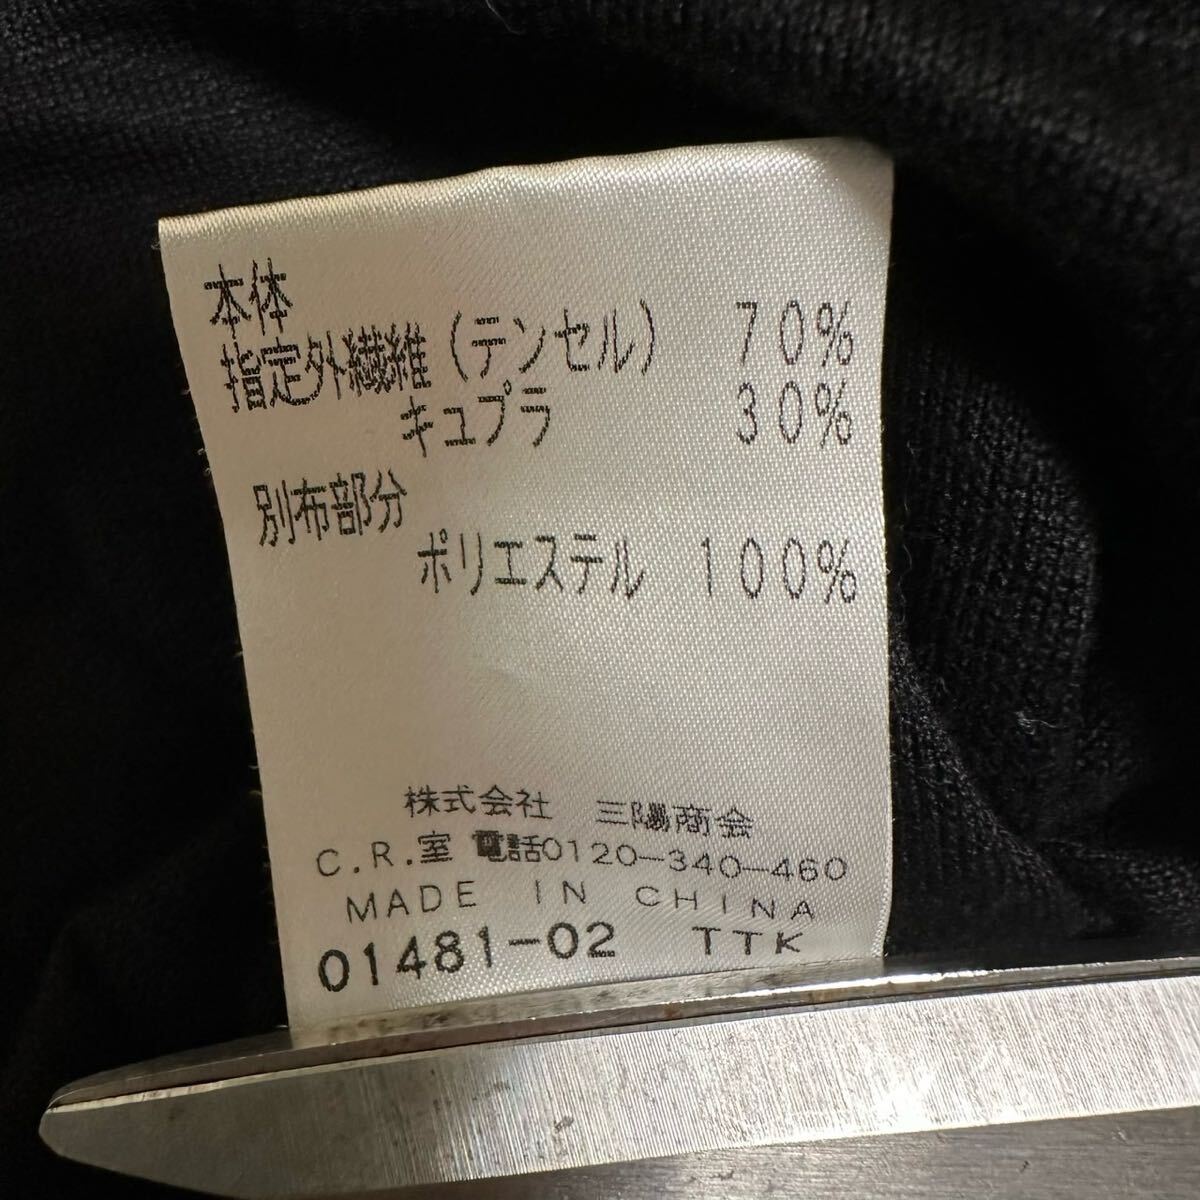 本体
指定外繊維（テンセル） 70%
キュプラ 30%
別布部分
ポリエステル 100%
株式会社 三陽商会
C.R.室 電話0120-340-460
MADE IN CHINA
01481-02 TTK